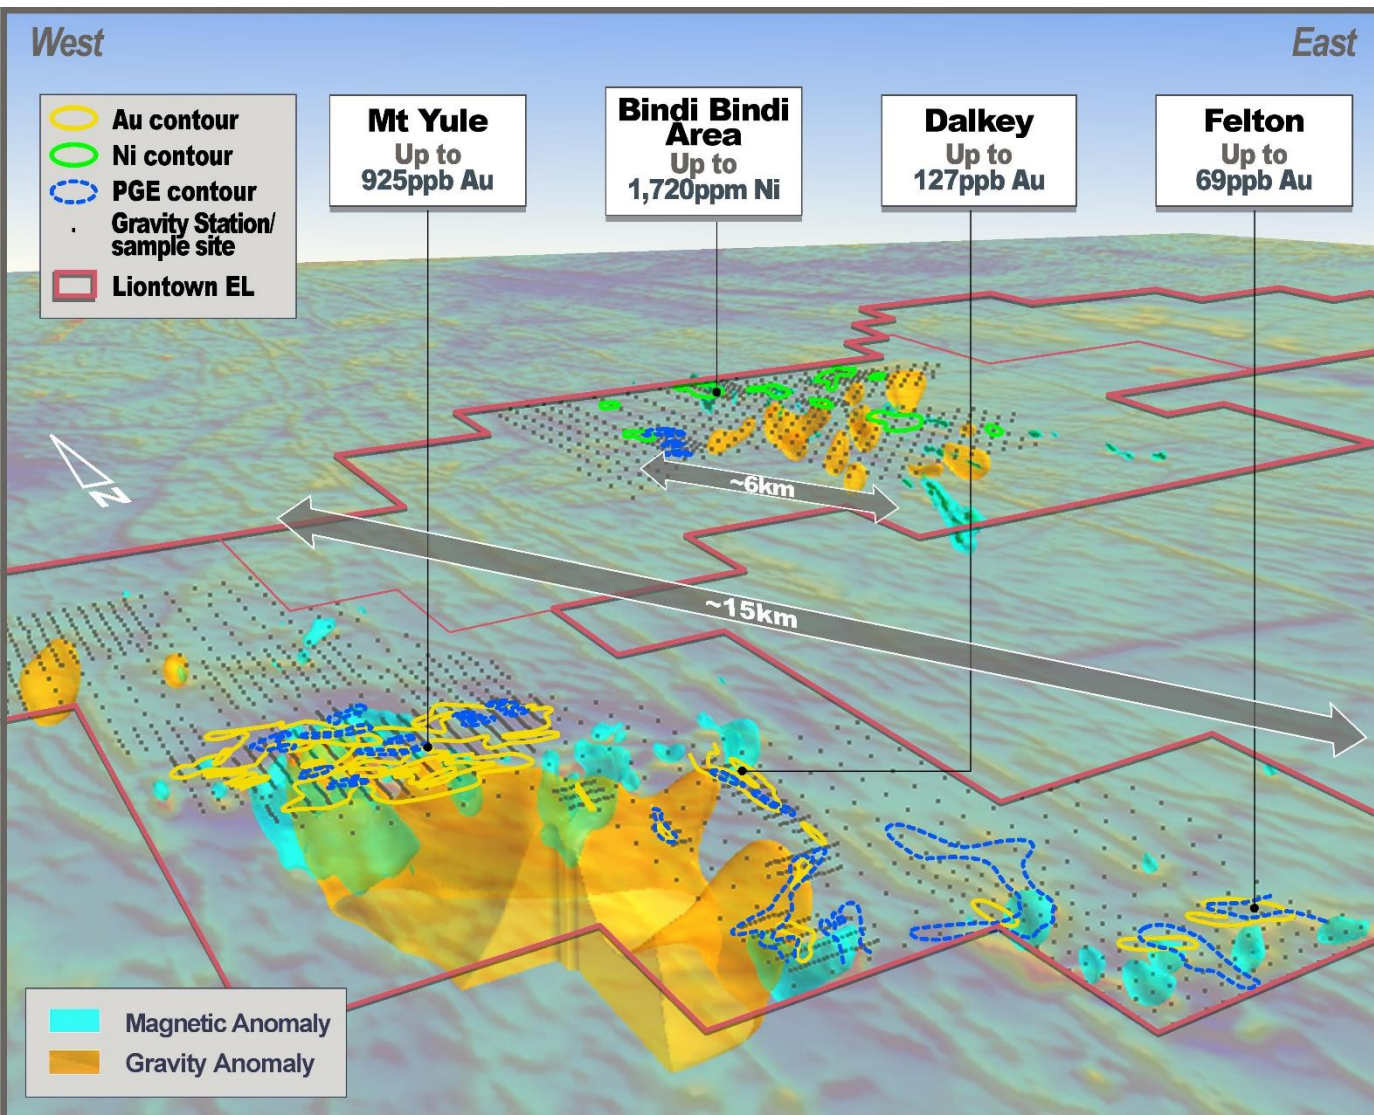 West
East
Au contour
Ni contour
PGE contour
Gravity Station/
sample site
Liontown EL
Mt Yule
Up to
925ppb Au
Bindi Bindi
Area
Up to
1,720ppm Ni
Dalkey
Up to
127ppb Au
Felton
Up to
69ppb Au
N
~6km
~15km
Magnetic Anomaly
Gravity Anomaly